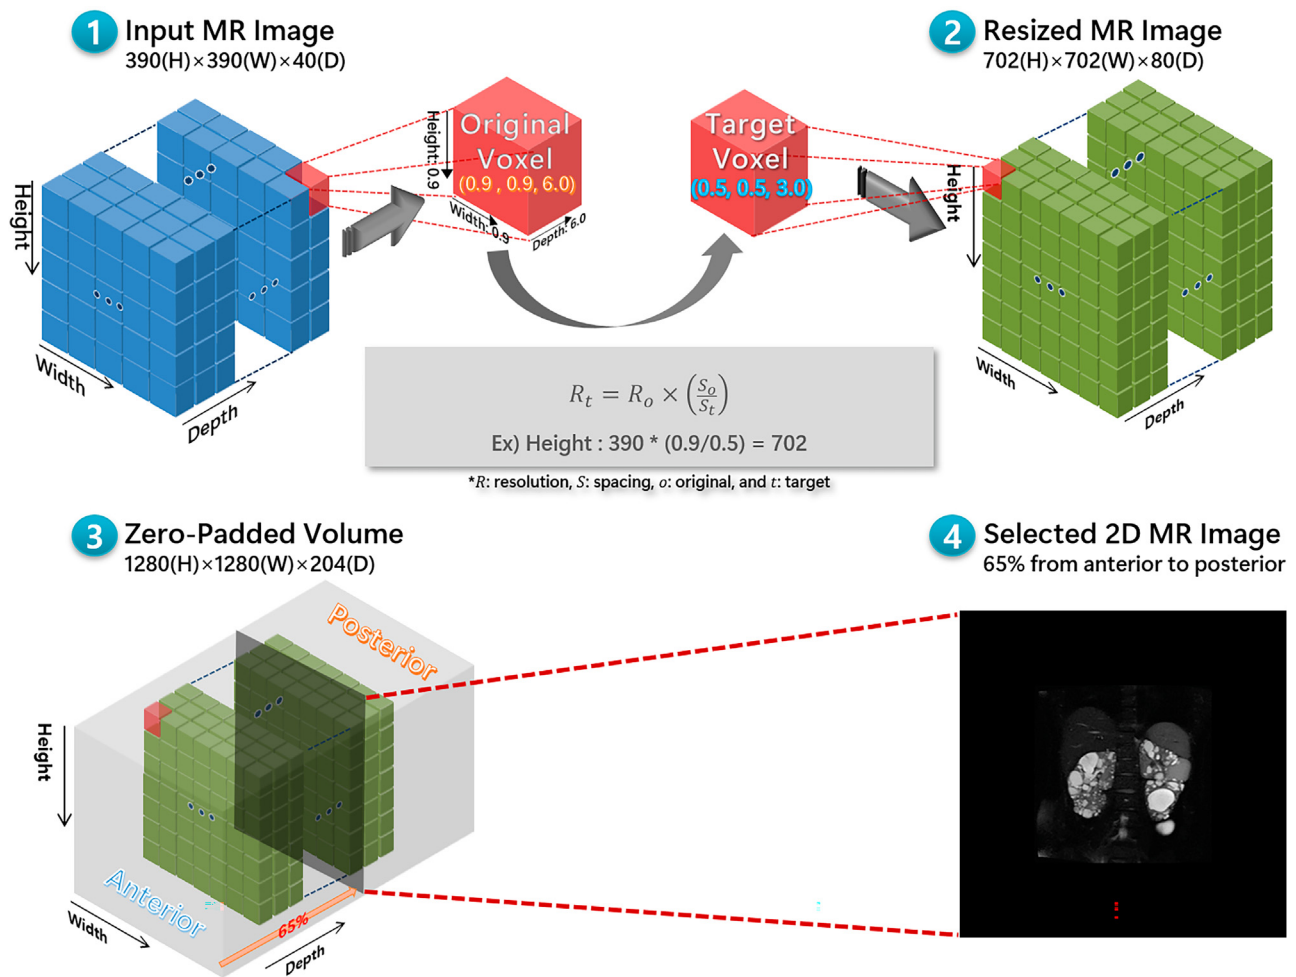 1 Input MR Image
390(H)×390(W)×40(D)
2 Resized MR Image
702(H)×702(W)×80(D)
Height
Width
Depth
Original
Voxel
(0.9 , 0.9, 6.0)
Height: 0.9
Width: 0.9
Depth: 6.0
Target
Voxel
(0.5, 0.5, 3.0)
Height
Width
Depth
R_t = R_o × (S_o/S_t)
Ex) Height : 390 * (0.9/0.5) = 702
*R: resolution, S: spacing, o: original, and t: target
3 Zero-Padded Volume
1280(H)×1280(W)×204(D)
Posterior
Anterior
Height
Width
65%
Depth
4 Selected 2D MR Image
65% from anterior to posterior